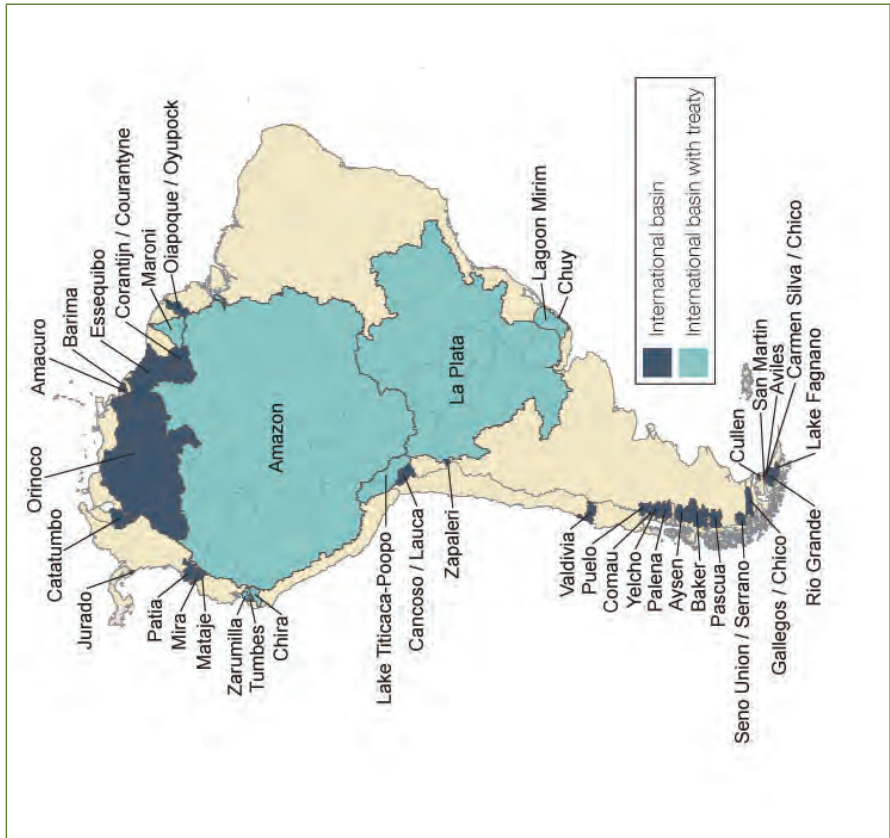 Jurado
Catatumbo
Orinoco
Amacuro
Barima
Essequibo
Corantijn / Courantyne
Maroni
Oiapoque / Oyupock
Patia
Mira
Mataje
Zarumilla
Tumbes
Chira
Amazon
Lake Titicaca-Poopo
Cancoso / Lauca
Zapaleri
La Plata
Lagoon Mirim
Chuy
Valdivia
Puelo
Comau
Yelcho
Palena
Aysen
Baker
Pascua
Seno Union / Serrano
Gallegos / Chico
Rio Grande
Cullen
San Martin
Aviles
Carmen Silva / Chico
Lake Fagnano
International basin
International basin with treaty